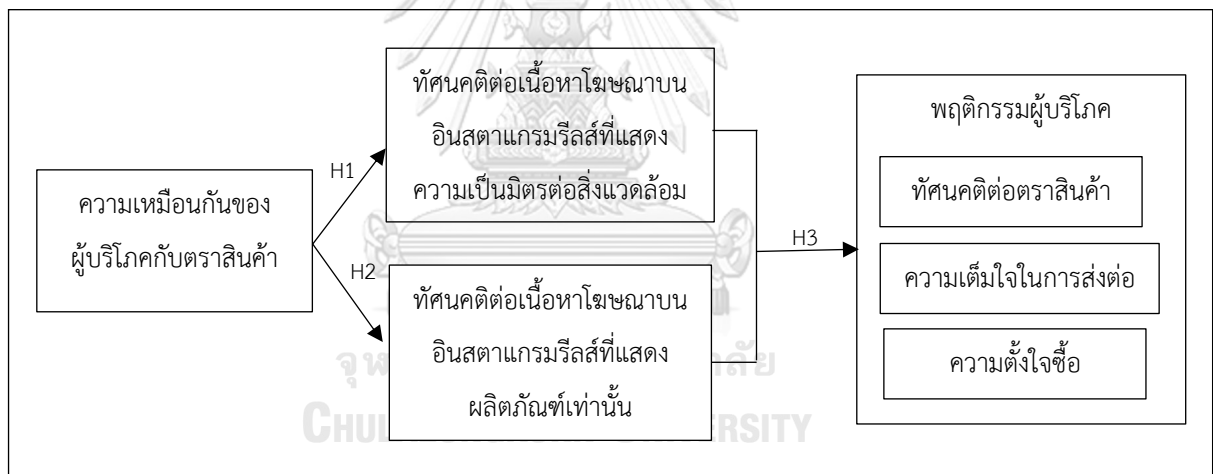 ความเหมือนกันของ
ผู้บริโภคกับตราสินค้า
H1
H2
ทัศนคติต่อเนื้อหาโฆษณาบน
อินสตาแกรมรีลส์ที่แสดง
ความเป็นมิตรต่อสิ่งแวดล้อม
ทัศนคติต่อเนื้อหาโฆษณาบน
อินสตาแกรมรีลส์ที่แสดง
ผลิตภัณฑ์เท่านั้น
H3
พฤติกรรมผู้บริโภค
ทัศนคติต่อตราสินค้า
ความเต็มใจในการส่งต่อ
ความตั้งใจซื้อ